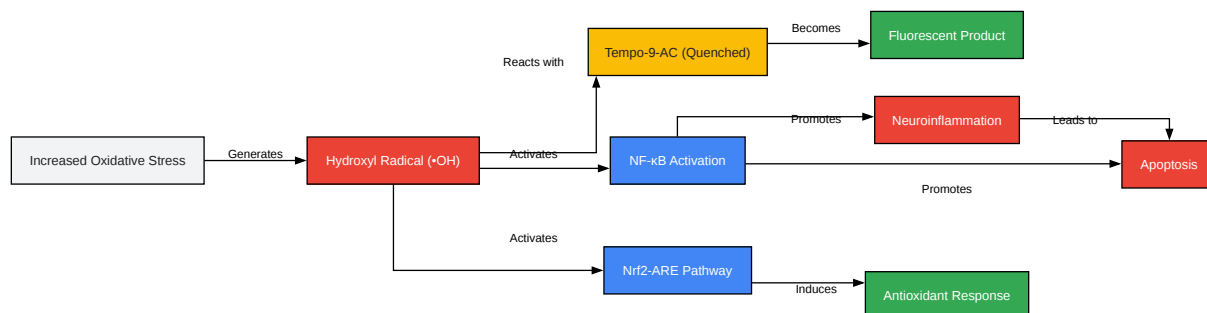 Becomes
Fluorescent Product
Tempo-9-AC (Quenched)
Reacts with
Promotes
Neuroinflammation
Leads to
Increased Oxidative Stress
Generates
Hydroxyl Radical (•OH)
Activates
NF-κB Activation
Apoptosis
Promotes
Activates
Nrf2-ARE Pathway
Induces
Antioxidant Response